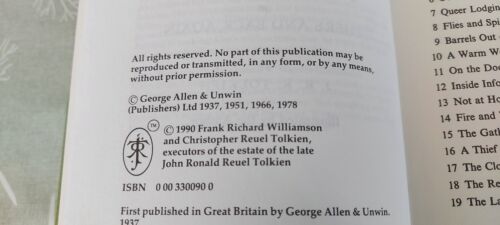 All rights reserved. No part of this publication may be
reproduced or transmitted, in any form, or by any means,
without prior permission.
© George Allen & Unwin
(Publishers) Ltd 1937, 1951, 1966, 1978
TM
© 1990 Frank Richard Williamson
and Christopher Reuel Tolkien,
executors of the estate of the late
John Ronald Reuel Tolkien
ISBN 0 00 330090 0
First published in Great Britain by George Allen & Unwin.
1937
7 Queer Lodging
8 Flies and Spi
9 Barrels Out
10 A Warm W
11 On the Doo
12 Inside Info
13 Not at Ho
14 Fire and
15 The Gath
16 A Thief
17 The Clo
18 The Re
19 The La